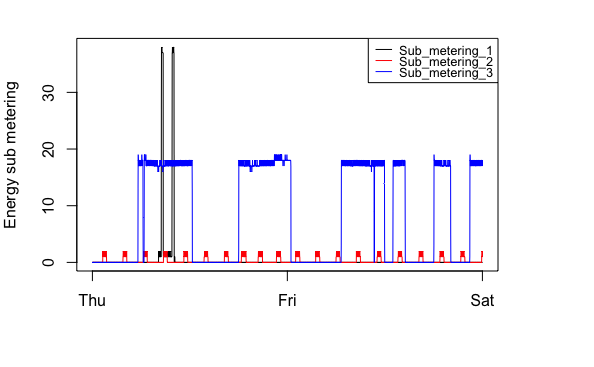 Sub_metering_1
Sub_metering_2
Sub_metering_3
Energy sub metering
30
20
10
0
Thu Fri Sat